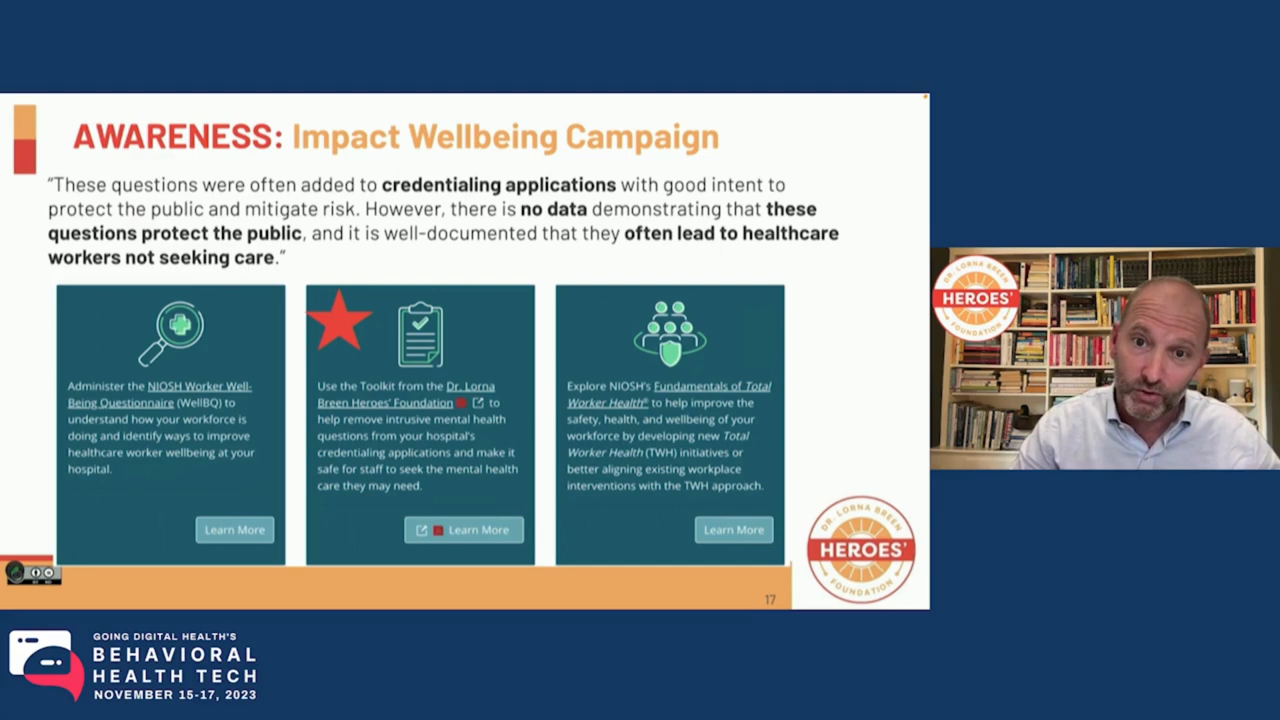 AWARENESS: Impact Wellbeing Campaign
“These questions were often added to credentialing applications with good intent to
protect the public and mitigate risk. However, there is no data demonstrating that these
questions protect the public, and it is well-documented that they often lead to healthcare
workers not seeking care.”
Administer the NIOSH Worker Well-
Being Questionnaire (WellBQ) to
understand how your workforce is
doing and identify ways to improve
healthcare worker wellbeing at your
hospital.
Learn More
Use the Toolkit from the Dr. Lorna
Breen Heroes' Foundation to
help remove intrusive mental health
questions from your hospital's
credentialing applications and make it
safe for staff to seek the mental health
care they may need.
Learn More
Explore NIOSH's Fundamentals of Total
Worker Health® to help improve the
safety, health, and wellbeing of your
workforce by developing new Total
Worker Health (TWH) initiatives or
better aligning existing workplace
interventions with the TWH approach.
Learn More
DR. LORNA BREEN
HEROES'
FOUNDATION
17
DR. LORNA BREEN
HEROES'
FOUNDATION
GOING DIGITAL HEALTH'S
BEHAVIORAL
HEALTH TECH
NOVEMBER 15-17, 2023